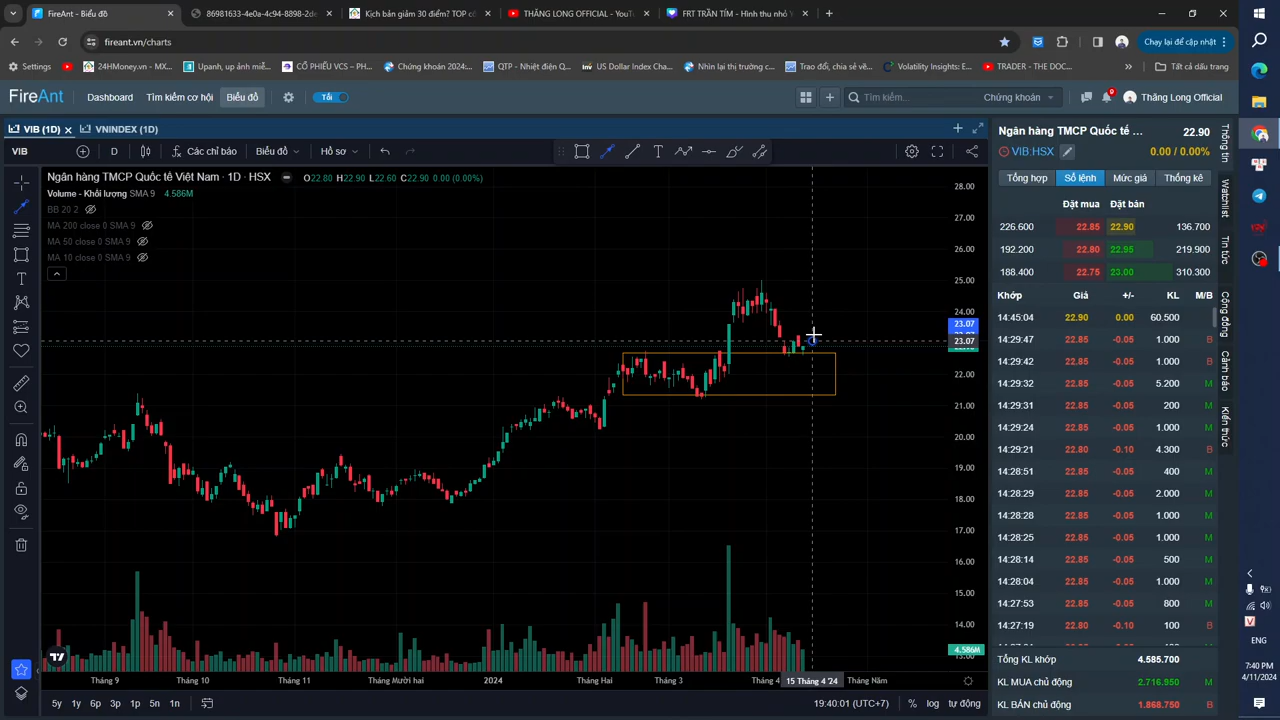 FireAnt - Biểu đồ
86981633-4e0a-4c94-8898-2de
Kịch bản giảm 30 điểm? TOP cổ
THĂNG LONG OFFICIAL - YouT
FRT TRẦN TÍM - Hình thu nhỏ Y
fireant.vn/charts
Chạy lại để cập nhật
Settings
24HMoney.vn - MX...
Upanh, up ảnh miễ...
CỔ PHIẾU VCS – PH...
Chứng khoán 2024:...
QTP - Nhiệt điện Q...
US Dollar Index Cha...
Nhìn lại thị trường c...
Trao đổi, chia sẻ về...
Volatility Insights: E...
TRADER - THE DOC...
Tất cả dấu trang
FireAnt
Dashboard
Tìm kiếm cơ hội
Biểu đồ
Tối
Tìm kiếm...
Chứng khoán
9
Thăng Long Official
VIB (1D)
VNINDEX (1D)
VIB
D
Các chỉ báo
Biểu đồ
Hồ sơ
Ngân hàng TMCP Quốc tế Việt Nam · 1D · HSX
O22.80 H22.90 L22.60 C22.90 0.00 (0.00%)
Volume - Khối lượng SMA 9 4.586M
BB 20 2
MA 200 close 0 SMA 9
MA 50 close 0 SMA 9
MA 10 close 0 SMA 9
28.00
27.00
26.00
25.00
24.00
23.07
23.07
22.00
21.00
20.00
19.00
18.00
17.00
16.00
15.00
14.00
4.586M
13.00
Tháng 9
Tháng 10
Tháng 11
Tháng Mười hai
2024
Tháng Hai
Tháng 3
Tháng 4
15 Tháng 4 '24
Tháng Năm
5y 1y 6p 3p 1p 5n 1n
19:40:01 (UTC+7)
% log tự động
Ngân hàng TMCP Quốc tế ... 22.90
VIB:HSX 0.00 / 0.00%
Tổng hợp Số lệnh Mức giá Thống kê
Đặt mua Đặt bán
226.600 22.85 22.90 136.700
192.200 22.80 22.95 219.900
188.400 22.75 23.00 310.300
Khớp Giá +/- KL M/B
14:45:04 22.90 0.00 60.500
14:29:47 22.85 -0.05 1.000 B
14:29:42 22.85 -0.05 1.000 B
14:29:32 22.85 -0.05 5.200 M
14:29:31 22.85 -0.05 200 M
14:29:24 22.85 -0.05 1.000 M
14:29:21 22.80 -0.10 4.300 B
14:28:51 22.85 -0.05 400 M
14:28:29 22.85 -0.05 2.000 M
14:28:28 22.85 -0.05 1.000 M
14:28:25 22.85 -0.05 1.000 M
14:28:14 22.85 -0.05 500 M
14:28:04 22.85 -0.05 1.000 M
14:27:53 22.85 -0.05 800 M
14:27:19 22.80 -0.10 100 B
Tổng KL khớp 4.585.700
KL MUA chủ động 2.716.950 M
KL BÁN chủ động 1.868.750 B
Thông tin
Watchlist
Tin tức
Cộng đồng
Cảnh báo
Kiến thức
ENG
7:40 PM
4/11/2024